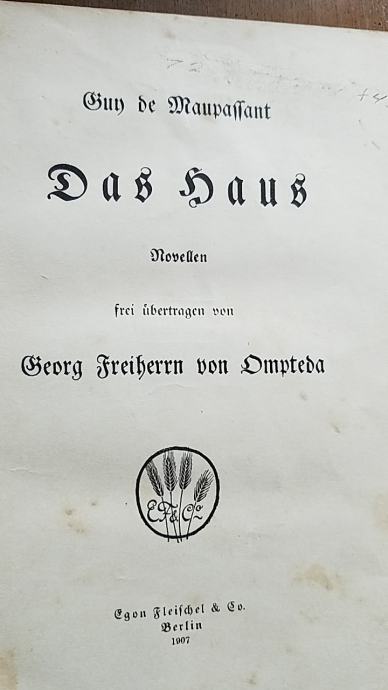 Guy de Maupassant
Das Haus
Novellen
frei übertragen von
Georg Freiherrn von Ompteda
EF&Co
Egon Fleischel & Co.
Berlin
1907